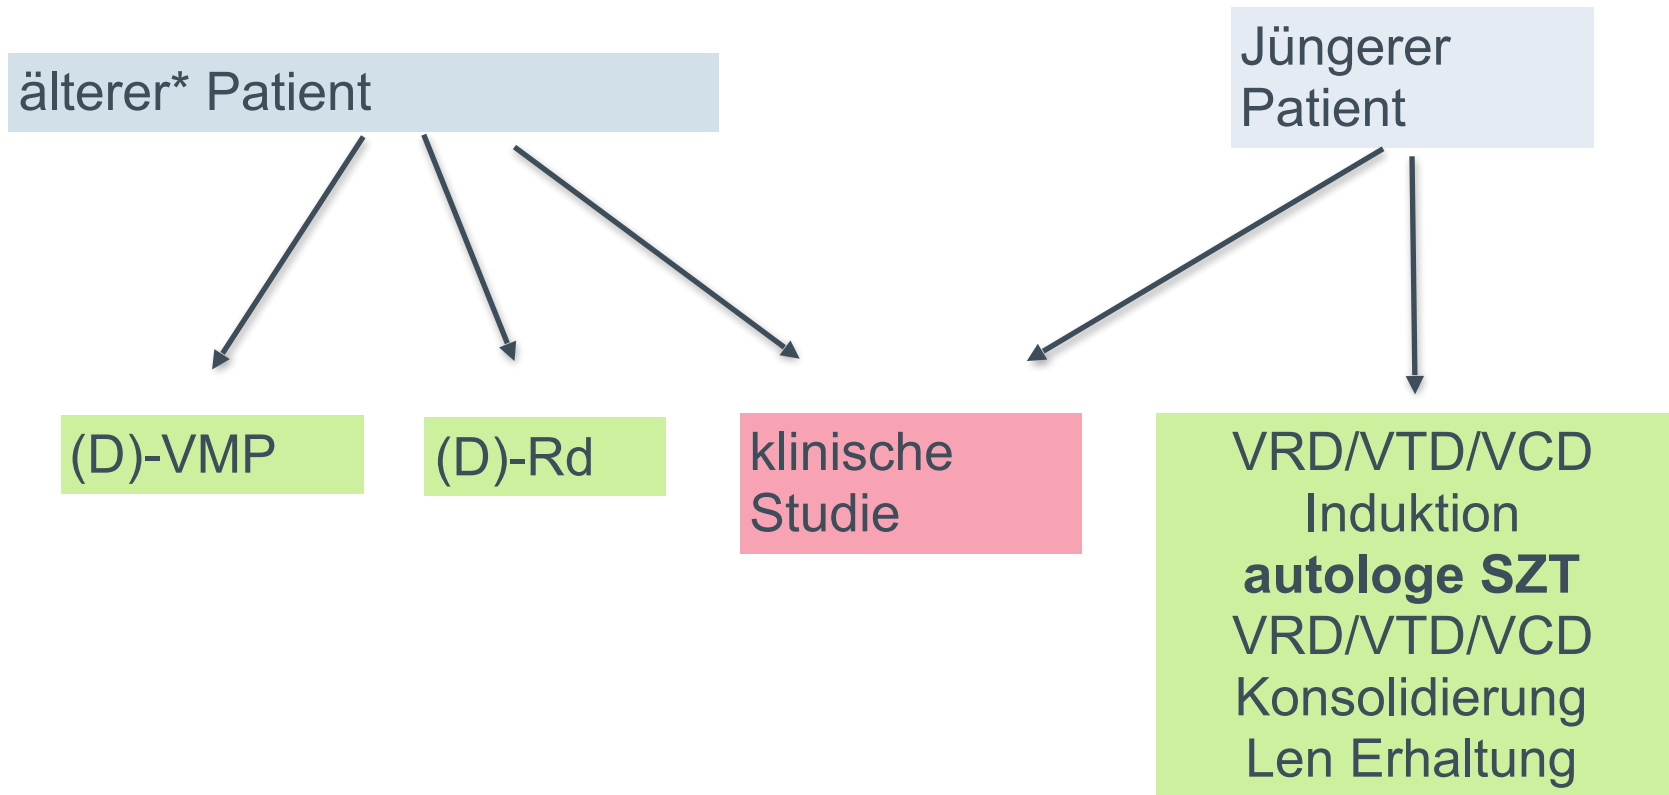 älterer* Patient
Jüngerer
Patient
(D)-VMP
(D)-Rd
klinische
Studie
VRD/VTD/VCD
Induktion
autologe SZT
VRD/VTD/VCD
Konsolidierung
Len Erhaltung